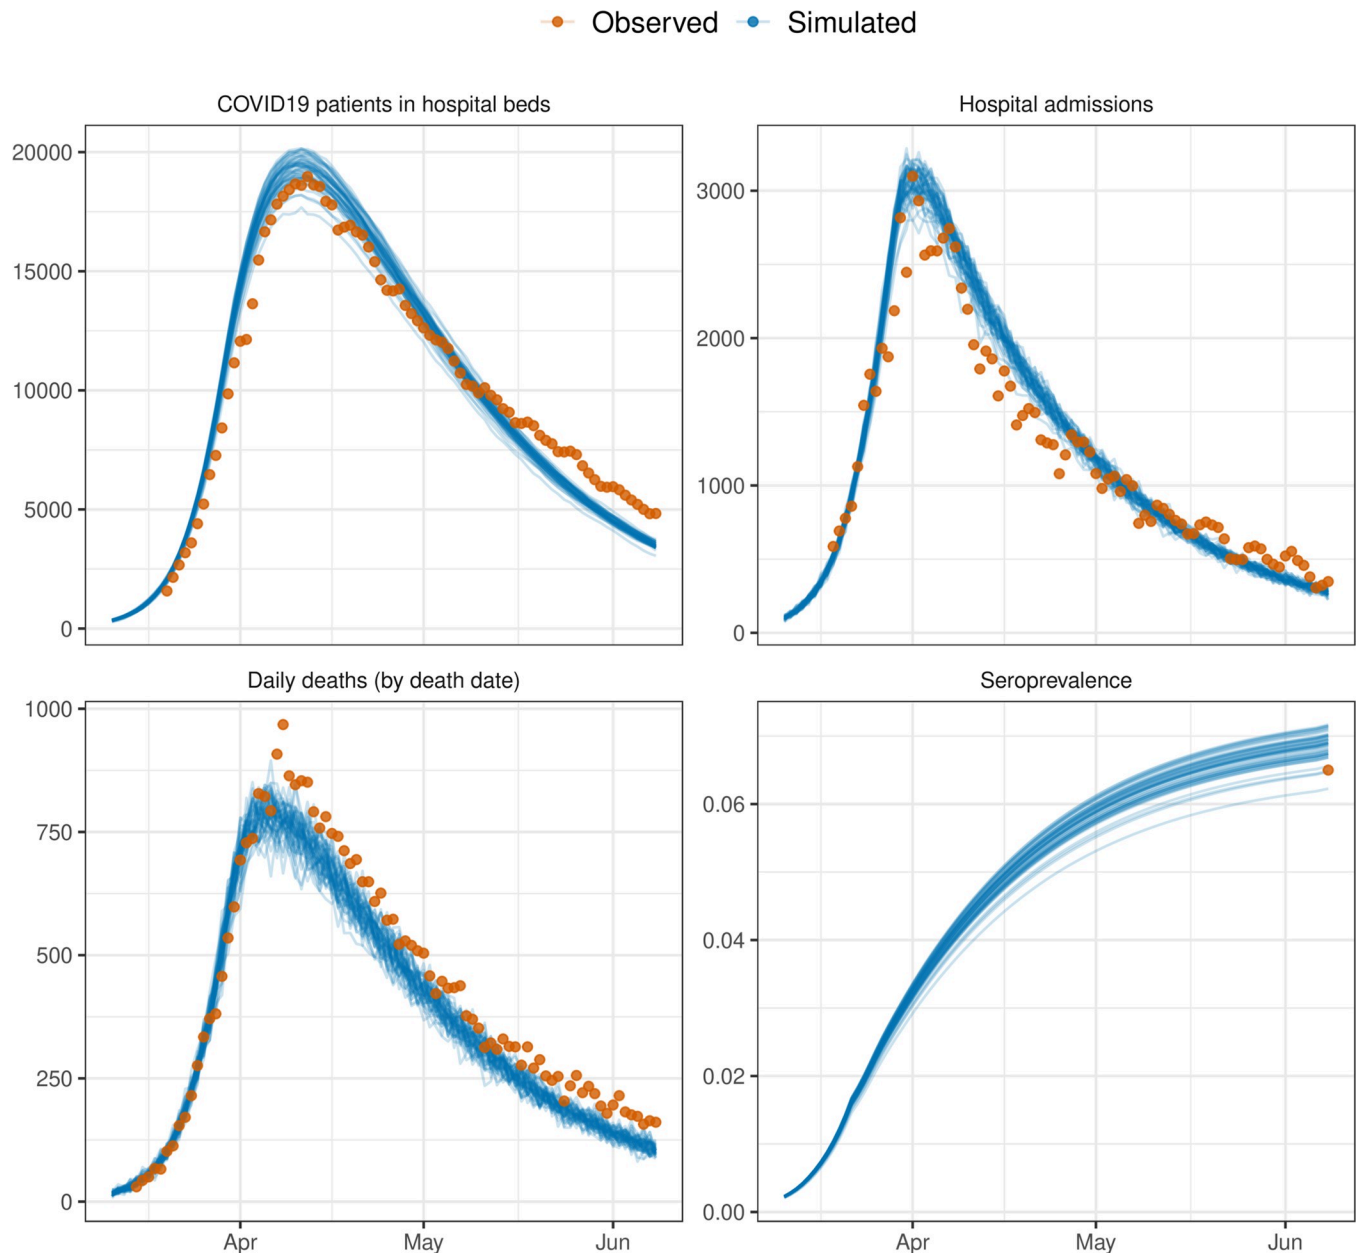 Observed Simulated
COVID19 patients in hospital beds
20000
15000
10000
5000
0
Hospital admissions
3000
2000
1000
0
Daily deaths (by death date)
1000
750
500
250
0
Apr May Jun
Seroprevalence
0.06
0.04
0.02
0.00
Apr May Jun